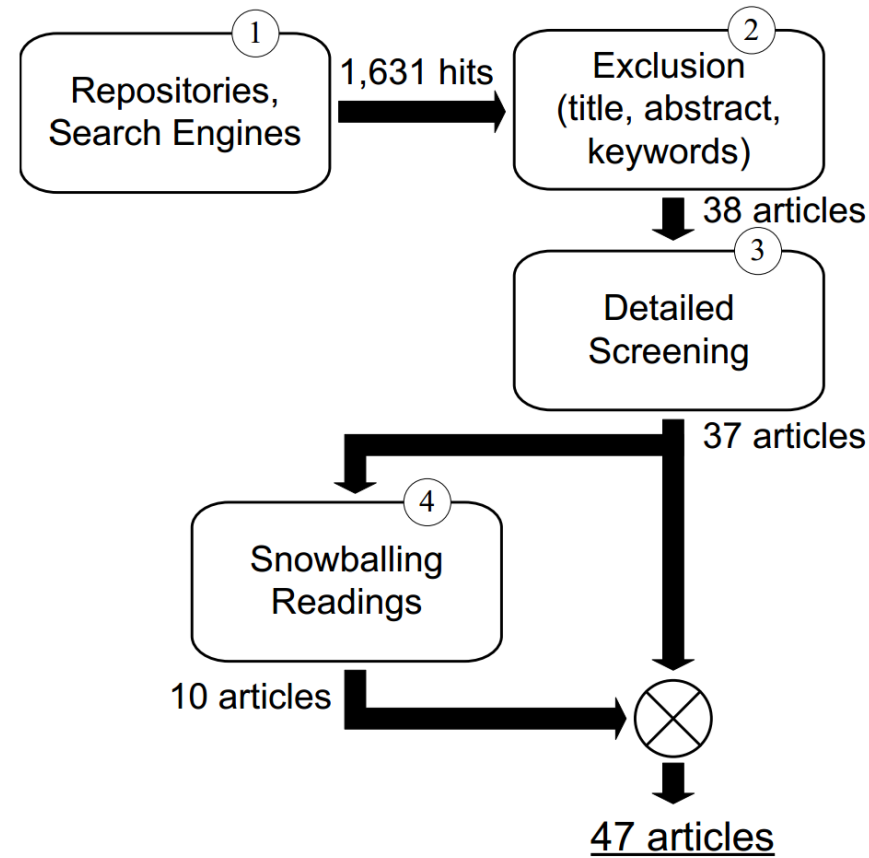 1
Repositories,
Search Engines
1,631 hits
2
Exclusion
(title, abstract,
keywords)
38 articles
3
Detailed
Screening
37 articles
4
Snowballing
Readings
10 articles
47 articles